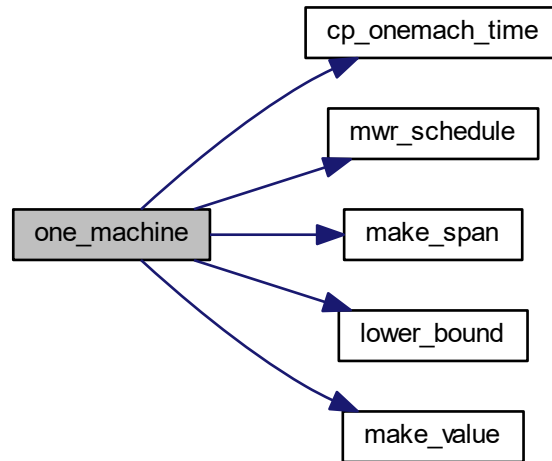 cp_onemach_time
mwr_schedule
one_machine
make_span
lower_bound
make_value